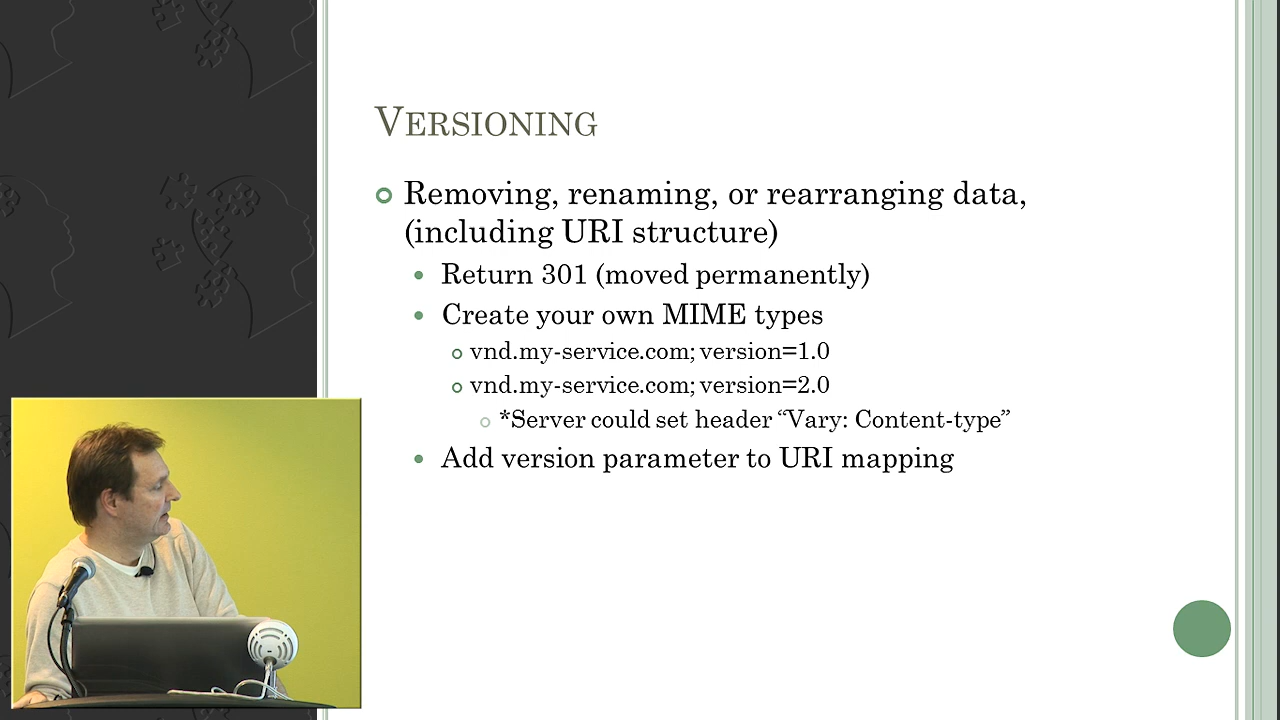 VERSIONING
Removing, renaming, or rearranging data,
(including URI structure)
Return 301 (moved permanently)
Create your own MIME types
vnd.my-service.com; version=1.0
vnd.my-service.com; version=2.0
*Server could set header “Vary: Content-type”
Add version parameter to URI mapping